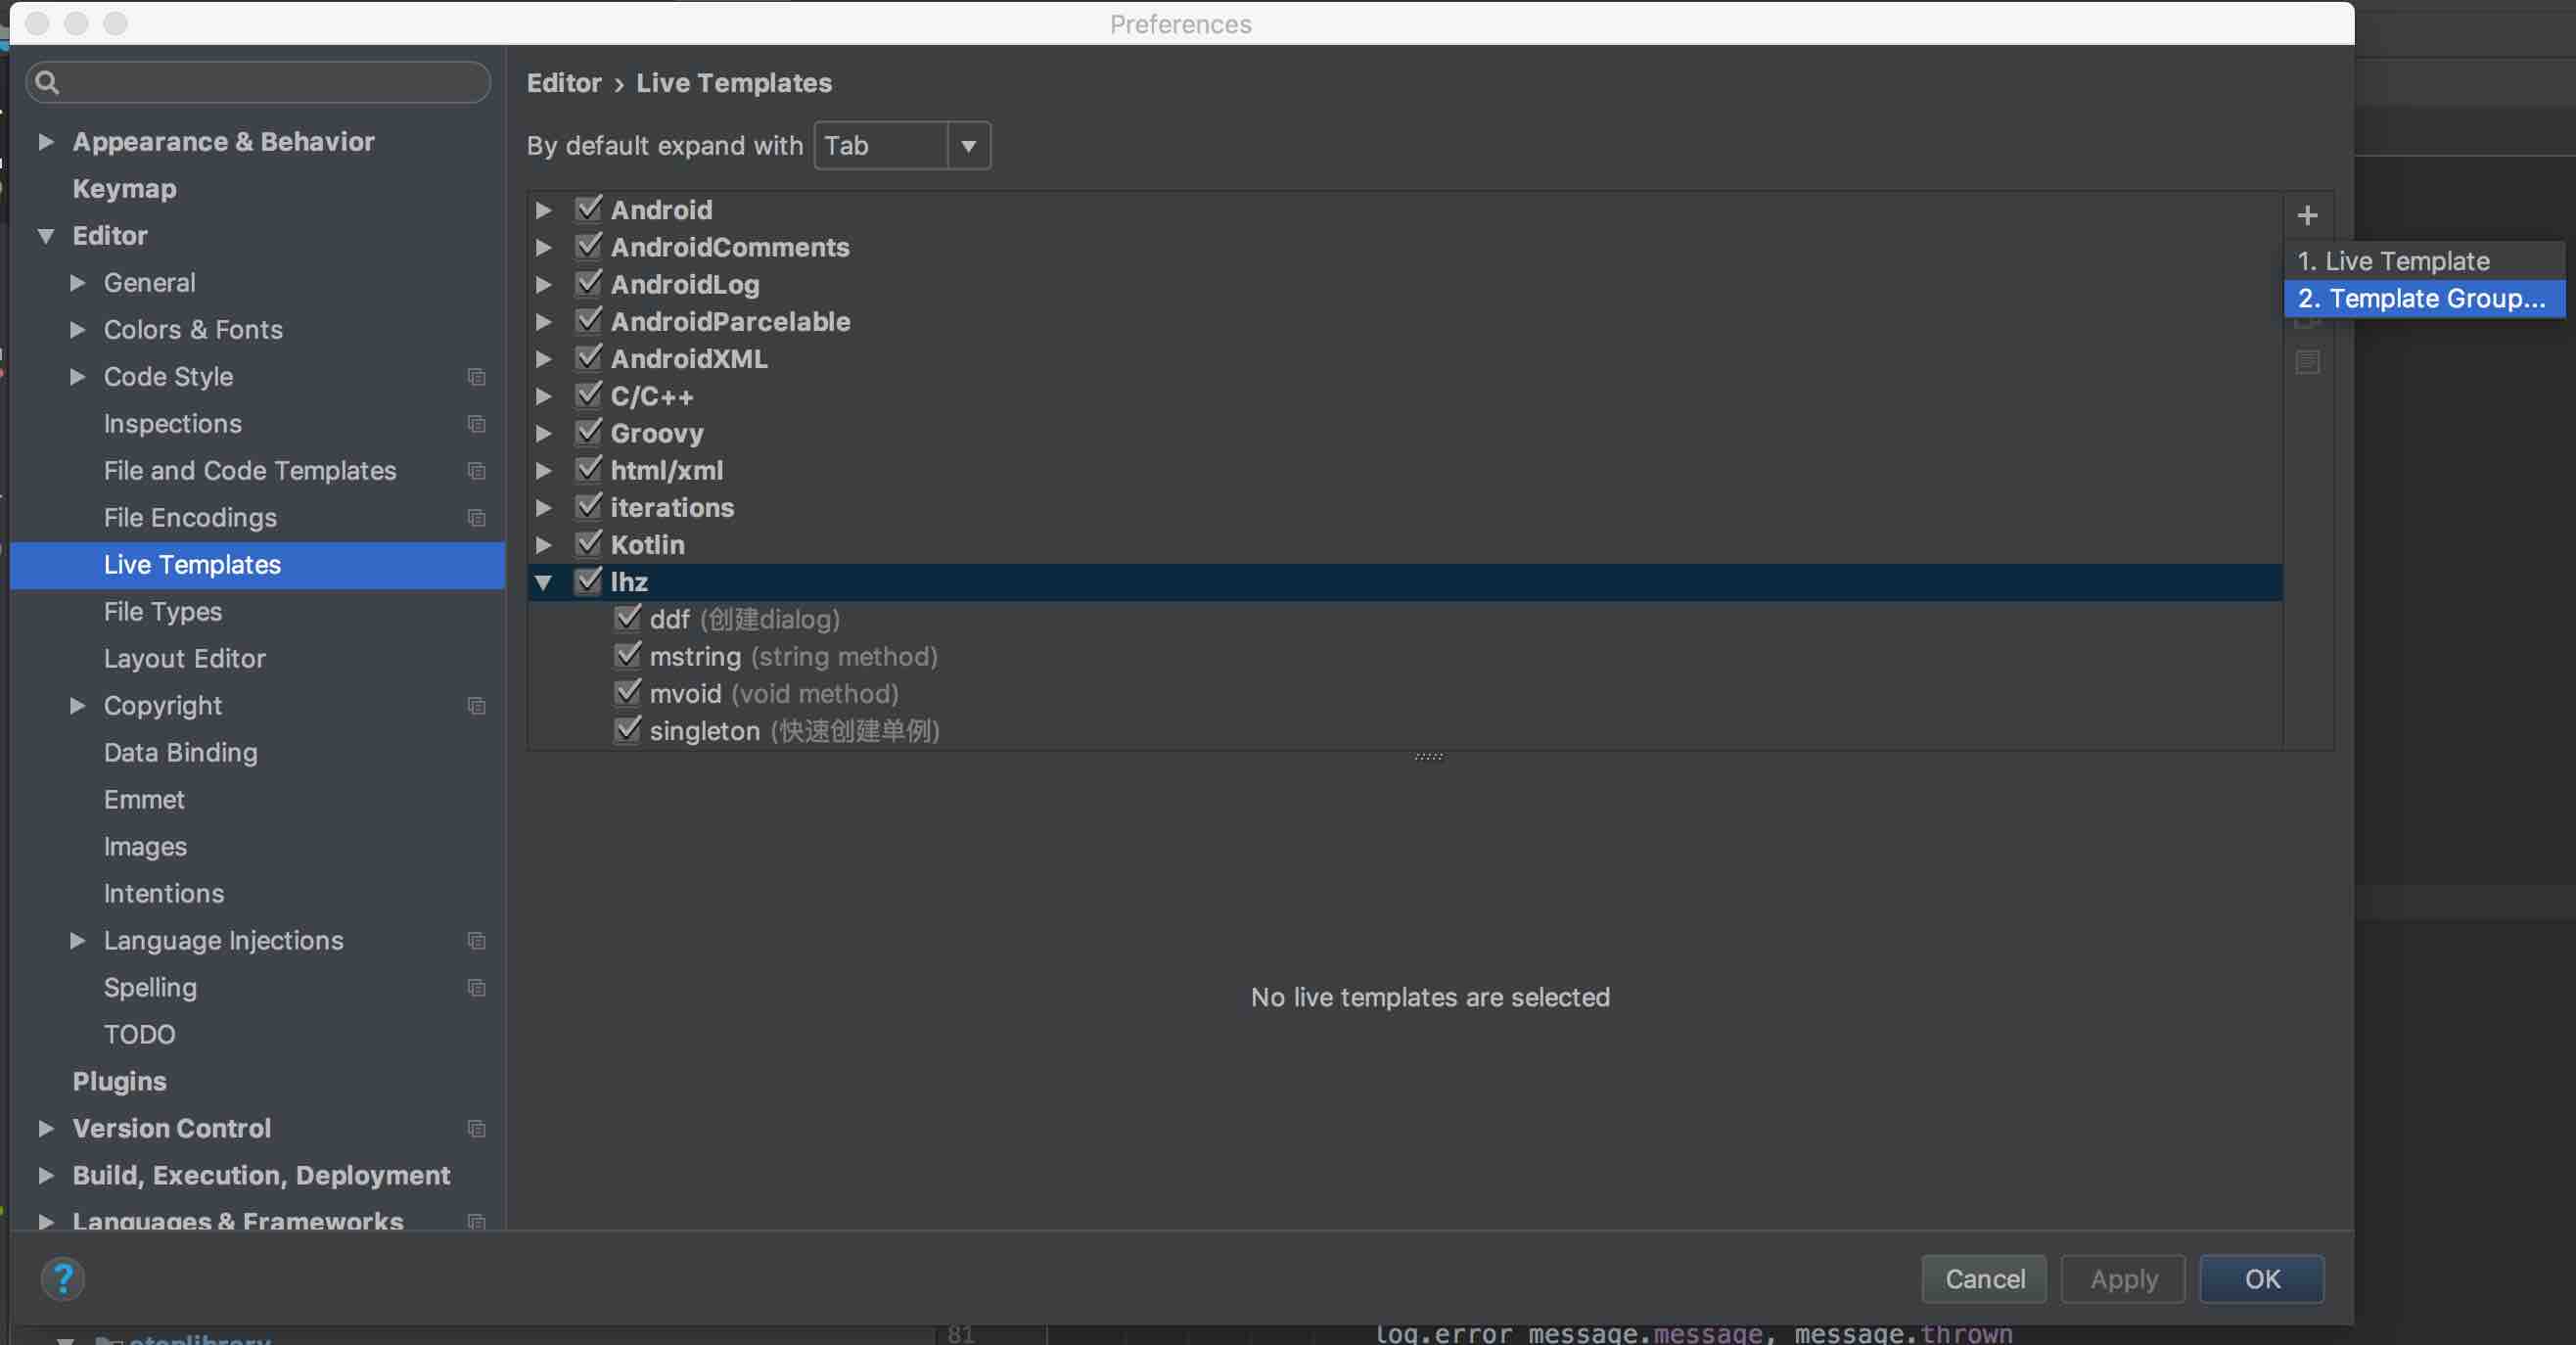 Preferences
Appearance & Behavior
Keymap
Editor
General
Colors & Fonts
Code Style
Inspections
File and Code Templates
File Encodings
Live Templates
File Types
Layout Editor
Copyright
Data Binding
Emmet
Images
Intentions
Language Injections
Spelling
TODO
Plugins
Version Control
Build, Execution, Deployment
Languages & Frameworks
Editor › Live Templates
By default expand with Tab
Android
AndroidComments
AndroidLog
AndroidParcelable
AndroidXML
C/C++
Groovy
html/xml
iterations
Kotlin
lhz
ddf (创建dialog)
mstring (string method)
mvoid (void method)
singleton (快速创建单例)
1. Live Template
2. Template Group...
No live templates are selected
?
Cancel
Apply
OK
81
log.error message.message, message.thrown